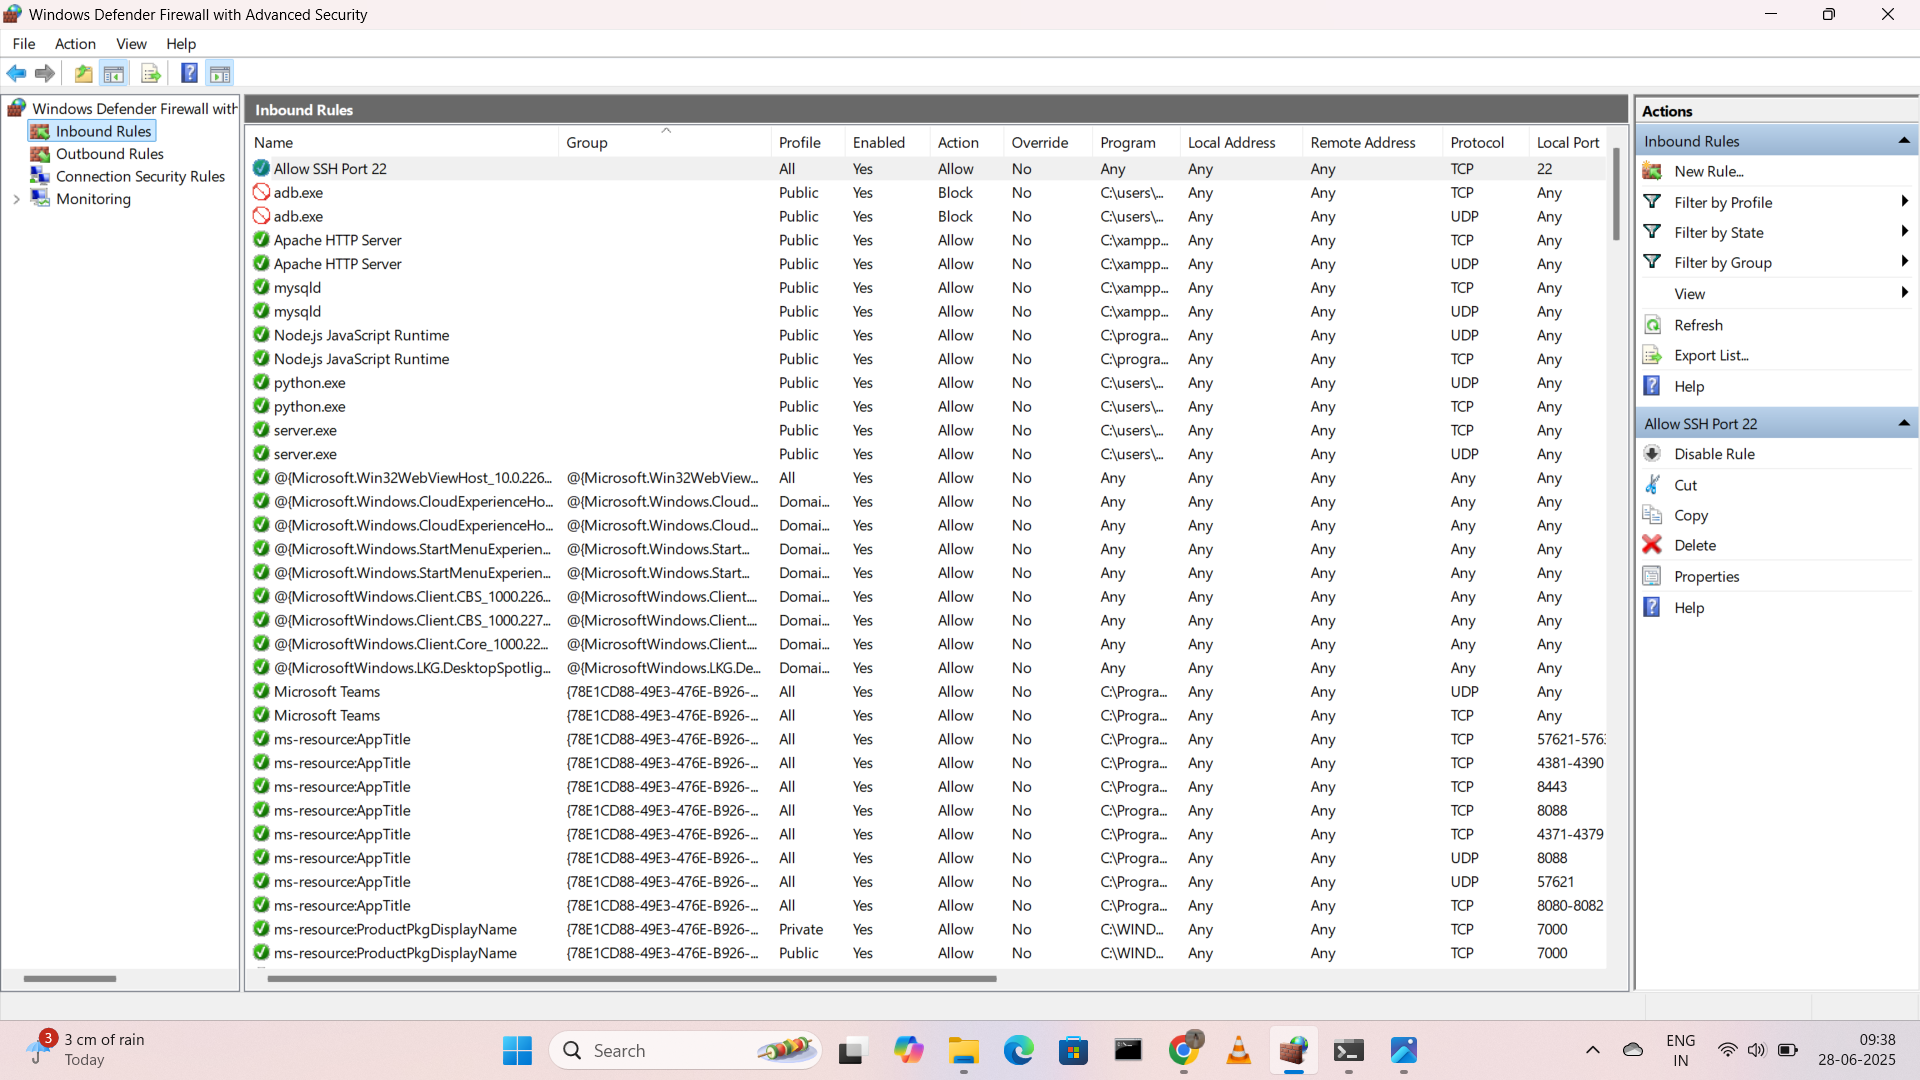 Windows Defender Firewall with Advanced Security
File Action View Help
Windows Defender Firewall with
Inbound Rules
Outbound Rules
Connection Security Rules
Monitoring
Inbound Rules
Name Group Profile Enabled Action Override Program Local Address Remote Address Protocol Local Port
Allow SSH Port 22 All Yes Allow No Any Any Any TCP 22
adb.exe Public Yes Block No C:\users\... Any Any TCP Any
adb.exe Public Yes Block No C:\users\... Any Any UDP Any
Apache HTTP Server Public Yes Allow No C:\xampp... Any Any TCP Any
Apache HTTP Server Public Yes Allow No C:\xampp... Any Any UDP Any
mysqld Public Yes Allow No C:\xampp... Any Any TCP Any
mysqld Public Yes Allow No C:\xampp... Any Any UDP Any
Node.js JavaScript Runtime Public Yes Allow No C:\progra... Any Any UDP Any
Node.js JavaScript Runtime Public Yes Allow No C:\progra... Any Any TCP Any
python.exe Public Yes Allow No C:\users\... Any Any UDP Any
python.exe Public Yes Allow No C:\users\... Any Any TCP Any
server.exe Public Yes Allow No C:\users\... Any Any TCP Any
server.exe Public Yes Allow No C:\users\... Any Any UDP Any
@{Microsoft.Win32WebViewHost_10.0.226... @{Microsoft.Win32WebView... All Yes Allow No Any Any Any Any Any
@{Microsoft.Windows.CloudExperienceHo... @{Microsoft.Windows.Cloud... Domai... Yes Allow No Any Any Any Any Any
@{Microsoft.Windows.CloudExperienceHo... @{Microsoft.Windows.Cloud... Domai... Yes Allow No Any Any Any Any Any
@{Microsoft.Windows.StartMenuExperien... @{Microsoft.Windows.Start... Domai... Yes Allow No Any Any Any Any Any
@{Microsoft.Windows.StartMenuExperien... @{Microsoft.Windows.Start... Domai... Yes Allow No Any Any Any Any Any
@{MicrosoftWindows.Client.CBS_1000.226... @{MicrosoftWindows.Client.... Domai... Yes Allow No Any Any Any Any Any
@{MicrosoftWindows.Client.CBS_1000.227... @{MicrosoftWindows.Client.... Domai... Yes Allow No Any Any Any Any Any
@{MicrosoftWindows.Client.Core_1000.22... @{MicrosoftWindows.Client.... Domai... Yes Allow No Any Any Any Any Any
@{MicrosoftWindows.LKG.DesktopSpotlig... @{MicrosoftWindows.LKG.De... Domai... Yes Allow No Any Any Any Any Any
Microsoft Teams {78E1CD88-49E3-476E-B926-... All Yes Allow No C:\Progra... Any Any UDP Any
Microsoft Teams {78E1CD88-49E3-476E-B926-... All Yes Allow No C:\Progra... Any Any TCP Any
ms-resource:AppTitle {78E1CD88-49E3-476E-B926-... All Yes Allow No C:\Progra... Any Any TCP 57621-576
ms-resource:AppTitle {78E1CD88-49E3-476E-B926-... All Yes Allow No C:\Progra... Any Any TCP 4381-4390
ms-resource:AppTitle {78E1CD88-49E3-476E-B926-... All Yes Allow No C:\Progra... Any Any TCP 8443
ms-resource:AppTitle {78E1CD88-49E3-476E-B926-... All Yes Allow No C:\Progra... Any Any TCP 8088
ms-resource:AppTitle {78E1CD88-49E3-476E-B926-... All Yes Allow No C:\Progra... Any Any TCP 4371-4379
ms-resource:AppTitle {78E1CD88-49E3-476E-B926-... All Yes Allow No C:\Progra... Any Any UDP 8088
ms-resource:AppTitle {78E1CD88-49E3-476E-B926-... All Yes Allow No C:\Progra... Any Any UDP 57621
ms-resource:AppTitle {78E1CD88-49E3-476E-B926-... All Yes Allow No C:\Progra... Any Any TCP 8080-8082
ms-resource:ProductPkgDisplayName {78E1CD88-49E3-476E-B926-... Private Yes Allow No C:\WIND... Any Any TCP 7000
ms-resource:ProductPkgDisplayName {78E1CD88-49E3-476E-B926-... Public Yes Allow No C:\WIND... Any Any TCP 7000
Actions
Inbound Rules
New Rule...
Filter by Profile
Filter by State
Filter by Group
View
Refresh
Export List...
Help
Allow SSH Port 22
Disable Rule
Cut
Copy
Delete
Properties
Help
3
3 cm of rain
Today
Search
ENG
IN
09:38
28-06-2025